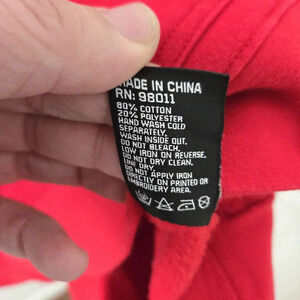 MADE IN CHINA
RN: 98011
80% COTTON
20% POLYESTER
HAND WASH COLD
SEPARATELY.
WASH INSIDE OUT.
DO NOT BLEACH.
LOW IRON ON REVERSE.
DO NOT DRY CLEAN.
LINE DRY.
DO NOT APPLY IRON
DIRECTLY ON PRINTED OR
EMBROIDERY AREA.